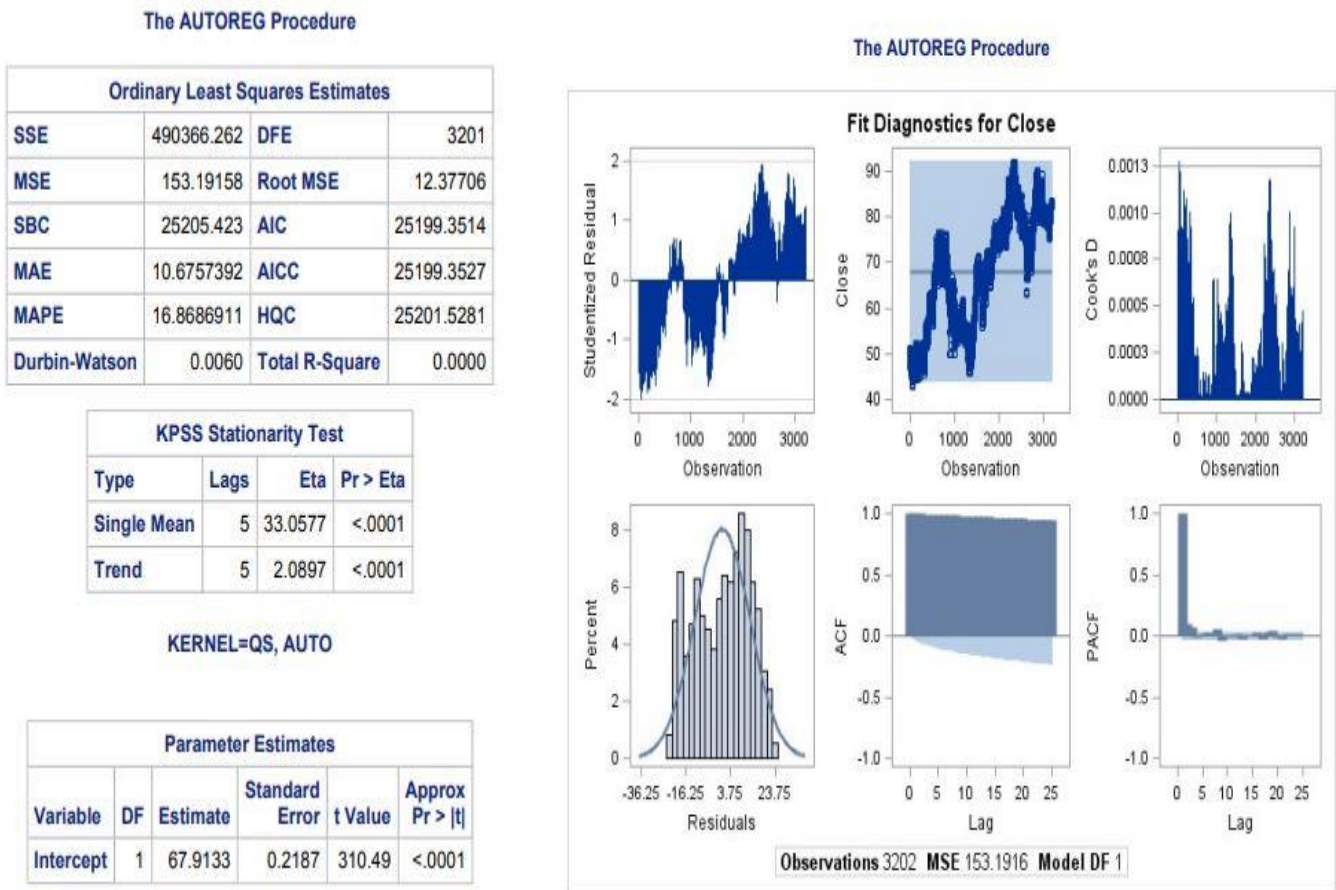 The AUTOREG Procedure
Ordinary Least Squares Estimates
SSE 490366.262 DFE 3201
MSE 153.19158 Root MSE 12.37706
SBC 25205.423 AIC 25199.3514
MAE 10.6757392 AICC 25199.3527
MAPE 16.8686911 HQC 25201.5281
Durbin-Watson 0.0060 Total R-Square 0.0000
KPSS Stationarity Test
Type Lags Eta Pr > Eta
Single Mean 5 33.0577 <.0001
Trend 5 2.0897 <.0001
KERNEL=QS, AUTO
Parameter Estimates
Variable DF Estimate Standard Error t Value Approx Pr > |t|
Intercept 1 67.9133 0.2187 310.49 <.0001
The AUTOREG Procedure
Fit Diagnostics for Close
Studentized Residual
2
1
0
-1
-2
0 1000 2000 3000
Observation
Close
90
80
70
60
50
40
0 1000 2000 3000
Observation
Cook's D
0.0013
0.0010
0.0008
0.0005
0.0003
0.0000
0 1000 2000 3000
Observation
Percent
8
6
4
2
0
-36.25 -16.25 3.75 23.75
Residuals
ACF
1.0
0.5
0.0
-0.5
-1.0
0 5 10 15 20 25
Lag
PACF
1.0
0.5
0.0
-0.5
-1.0
0 5 10 15 20 25
Lag
Observations 3202 MSE 153.1916 Model DF 1